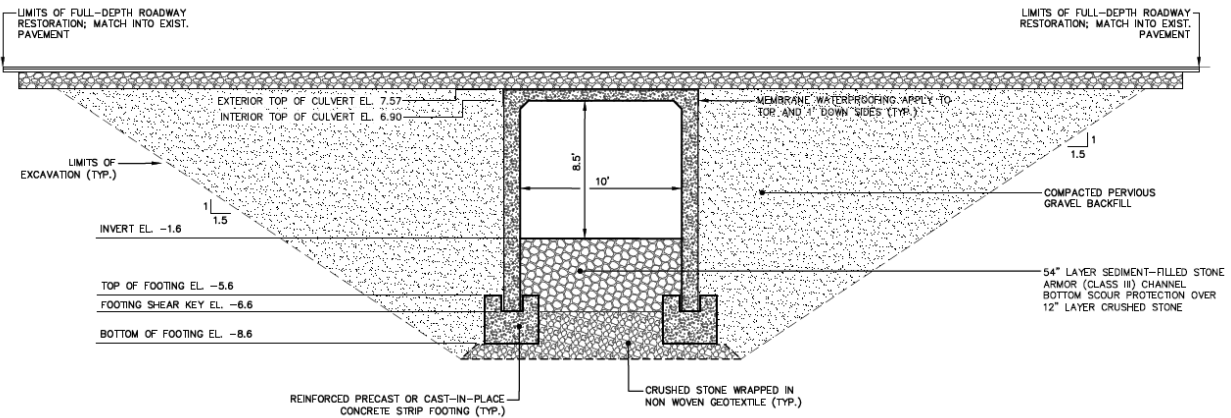 LIMITS OF FULL-DEPTH ROADWAY
RESTORATION; MATCH INTO EXIST.
PAVEMENT
LIMITS OF FULL-DEPTH ROADWAY
RESTORATION; MATCH INTO EXIST.
PAVEMENT
EXTERIOR TOP OF CULVERT EL. 7.57
INTERIOR TOP OF CULVERT EL. 6.90
MEMBRANE WATERPROOFING APPLY TO
TOP AND 1' DOWN SIDES (TYP.)
LIMITS OF
EXCAVATION (TYP.)
8.5'
10'
1
1.5
1
1.5
COMPACTED PERVIOUS
GRAVEL BACKFILL
INVERT EL. -1.6
TOP OF FOOTING EL. -5.6
FOOTING SHEAR KEY EL. -6.6
BOTTOM OF FOOTING EL. -8.6
54" LAYER SEDIMENT-FILLED STONE
ARMOR (CLASS III) CHANNEL
BOTTOM SCOUR PROTECTION OVER
12" LAYER CRUSHED STONE
REINFORCED PRECAST OR CAST-IN-PLACE
CONCRETE STRIP FOOTING (TYP.)
CRUSHED STONE WRAPPED IN
NON WOVEN GEOTEXTILE (TYP.)